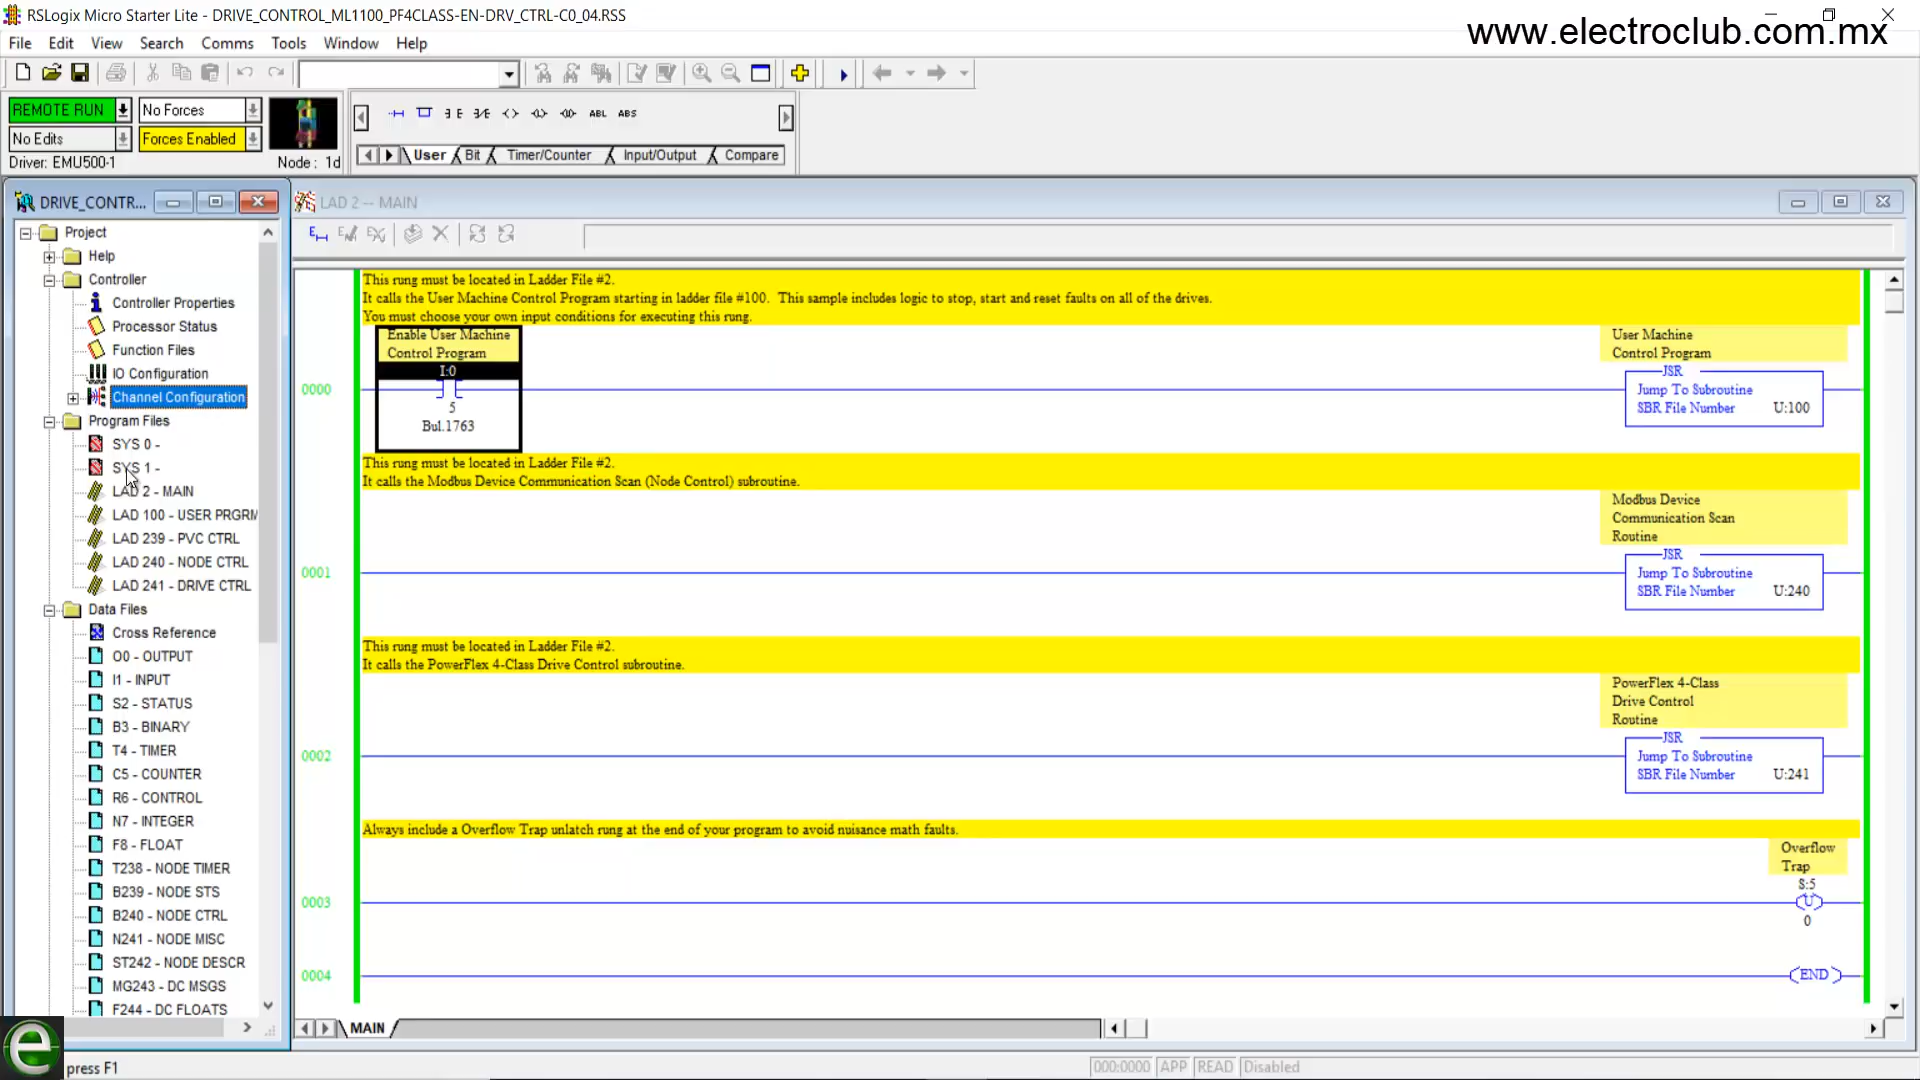 RSLogix Micro Starter Lite - DRIVE_CONTROL_ML1100_PF4CLASS-EN-DRV_CTRL-C0_04.RSS
www.electroclub.com.mx
File Edit View Search Comms Tools Window Help
REMOTE RUN No Forces
No Edits Forces Enabled
Driver: EMU500-1 Node : 1d
ABL ABS
User Bit Timer/Counter Input/Output Compare
DRIVE_CONTR...
LAD 2 -- MAIN
Project
Help
Controller
Controller Properties
Processor Status
Function Files
IO Configuration
Channel Configuration
Program Files
SYS 0 -
SYS 1 -
LAD 2 - MAIN
LAD 100 - USER PRGRM
LAD 239 - PVC CTRL
LAD 240 - NODE CTRL
LAD 241 - DRIVE CTRL
Data Files
Cross Reference
O0 - OUTPUT
I1 - INPUT
S2 - STATUS
B3 - BINARY
T4 - TIMER
C5 - COUNTER
R6 - CONTROL
N7 - INTEGER
F8 - FLOAT
T238 - NODE TIMER
B239 - NODE STS
B240 - NODE CTRL
N241 - NODE MISC
ST242 - NODE DESCR
MG243 - DC MSGS
F244 - DC FLOATS
This rung must be located in Ladder File #2.
It calls the User Machine Control Program starting in ladder file #100. This sample includes logic to stop, start and reset faults on all of the drives.
You must choose your own input conditions for executing this rung.
Enable User Machine
Control Program
I:0
0000
5
Bul.1763
User Machine
Control Program
JSR
Jump To Subroutine
SBR File Number U:100
This rung must be located in Ladder File #2.
It calls the Modbus Device Communication Scan (Node Control) subroutine.
Modbus Device
Communication Scan
Routine
JSR
0001
Jump To Subroutine
SBR File Number U:240
This rung must be located in Ladder File #2.
It calls the PowerFlex 4-Class Drive Control subroutine.
PowerFlex 4-Class
Drive Control
Routine
JSR
0002
Jump To Subroutine
SBR File Number U:241
Always include a Overflow Trap unlatch rung at the end of your program to avoid nuisance math faults.
Overflow
Trap
S:5
0003
U
0
0004
END
MAIN
e press F1
000:0000 APP READ Disabled